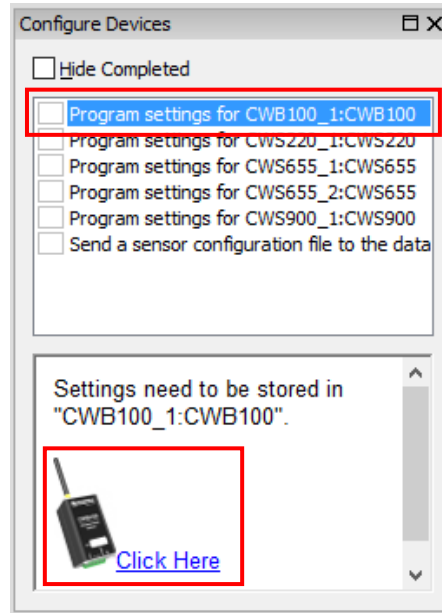 Configure Devices
Hide Completed
Program settings for CWB100_1:CWB100
Program settings for CWS220_1:CWS220
Program settings for CWS655_1:CWS655
Program settings for CWS655_2:CWS655
Program settings for CWS900_1:CWS900
Send a sensor configuration file to the data
Settings need to be stored in
"CWB100_1:CWB100".
Click Here